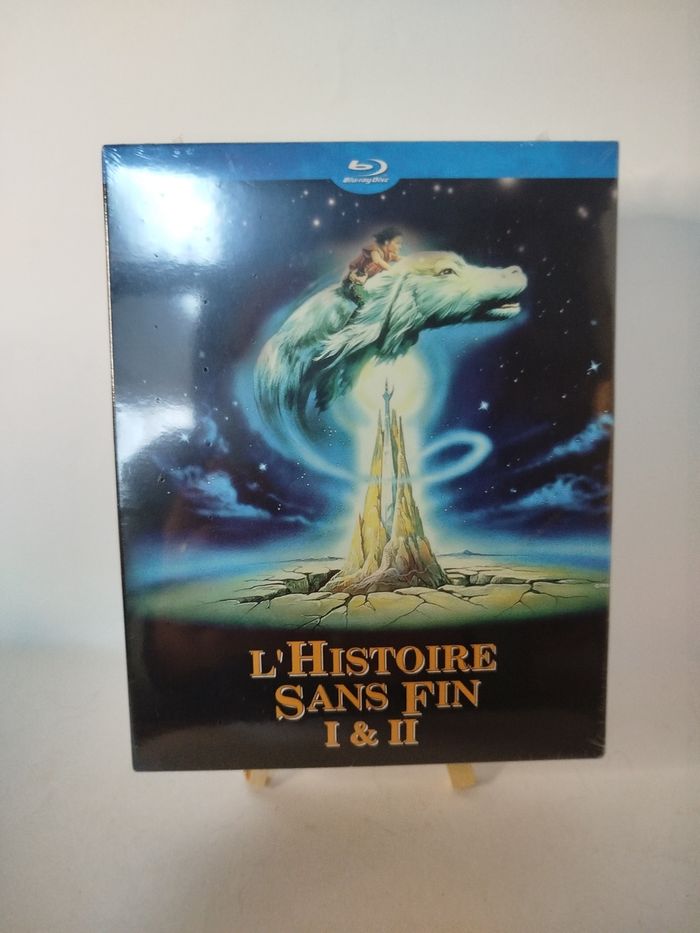 Blu-ray Disc
L'HISTOIRE
SANS FIN
I & II